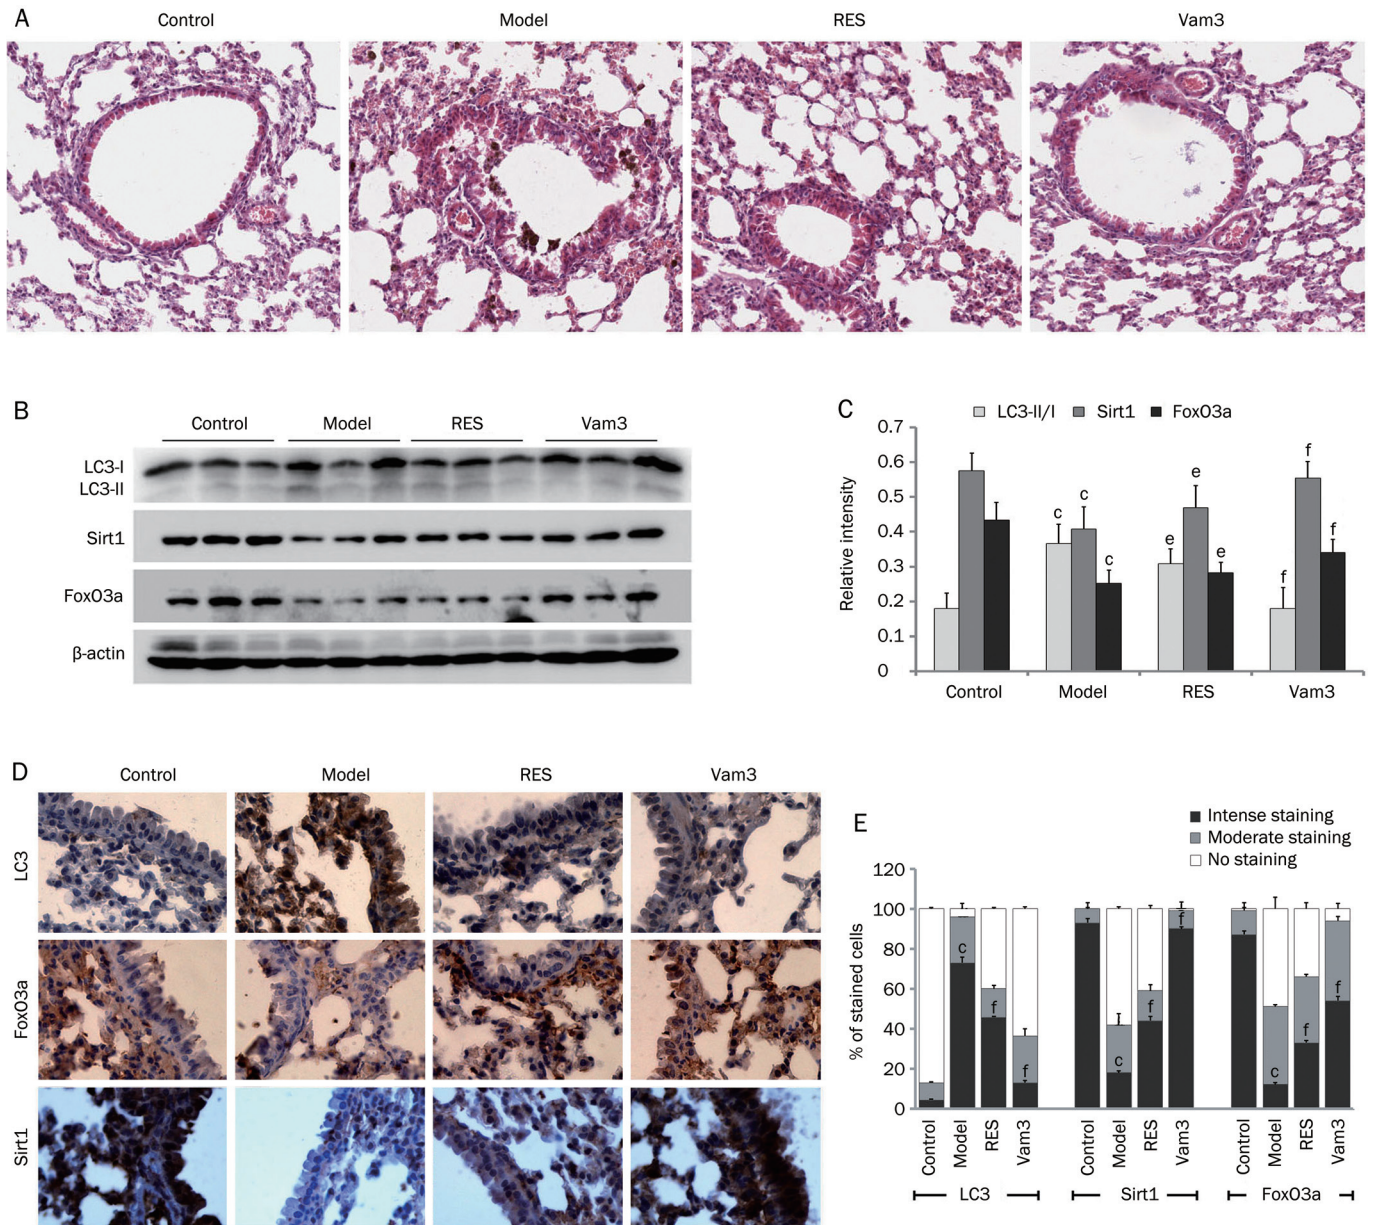 A
Control Model RES Vam3
B
Control Model RES Vam3
LC3-I
LC3-II
Sirt1
FoxO3a
β-actin
C
LC3-II/I Sirt1 FoxO3a
Relative intensity
0.7
0.6
0.5
0.4
0.3
0.2
0.1
0
c c c
e e e
f f f
Control Model RES Vam3
D
Control Model RES Vam3
LC3
FoxO3a
Sirt1
E
Intense staining
Moderate staining
No staining
% of stained cells
120
100
80
60
40
20
0
c f f
c f f
c f f
Control Model RES Vam3 Control Model RES Vam3 Control Model RES Vam3
LC3 Sirt1 FoxO3a